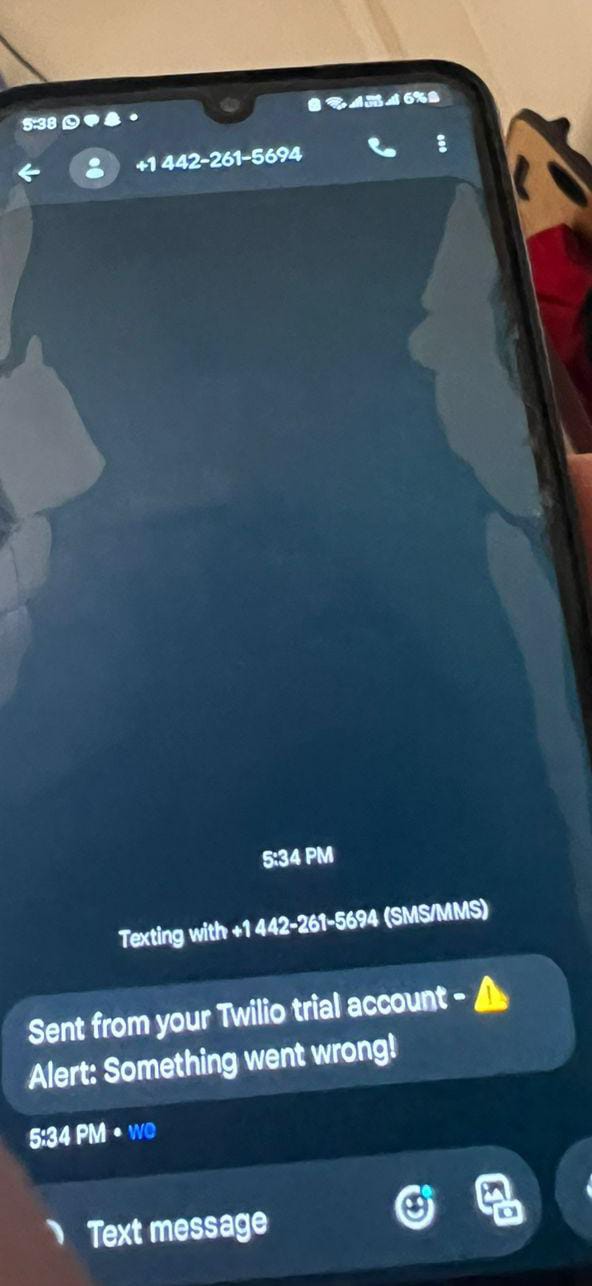 5:38 6%
+1 442-261-5694
5:34 PM
Texting with +1 442-261-5694 (SMS/MMS)
Sent from your Twilio trial account - ⚠️
Alert: Something went wrong!
5:34 PM • WO
Text message